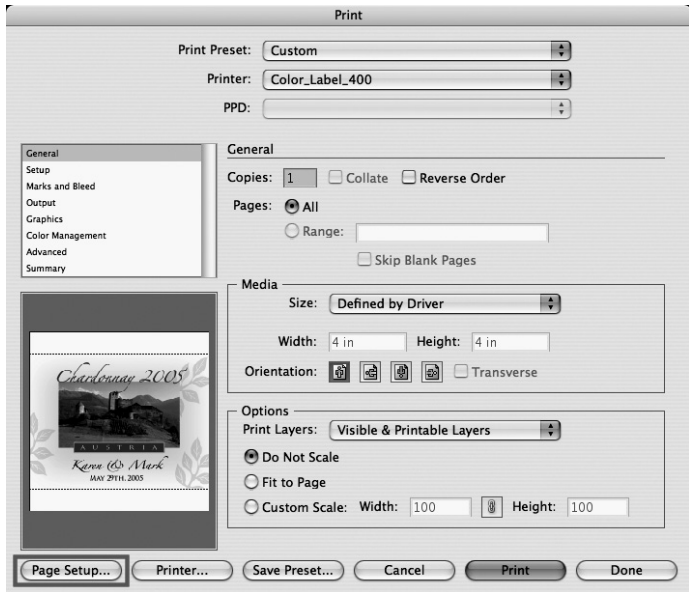 Print
Print Preset: Custom
Printer: Color_Label_400
PPD:
General
Setup
Marks and Bleed
Output
Graphics
Color Management
Advanced
Summary
General
Copies: 1 Collate Reverse Order
Pages: All
Range:
Skip Blank Pages
Media
Size: Defined by Driver
Width: 4 in Height: 4 in
Orientation: Transverse
Options
Print Layers: Visible & Printable Layers
Do Not Scale
Fit to Page
Custom Scale: Width: 100 Height: 100
Chardonnay 2005
AUSTRIA
Karen & Mark
MAY 29TH, 2005
Page Setup... Printer... Save Preset... Cancel Print Done